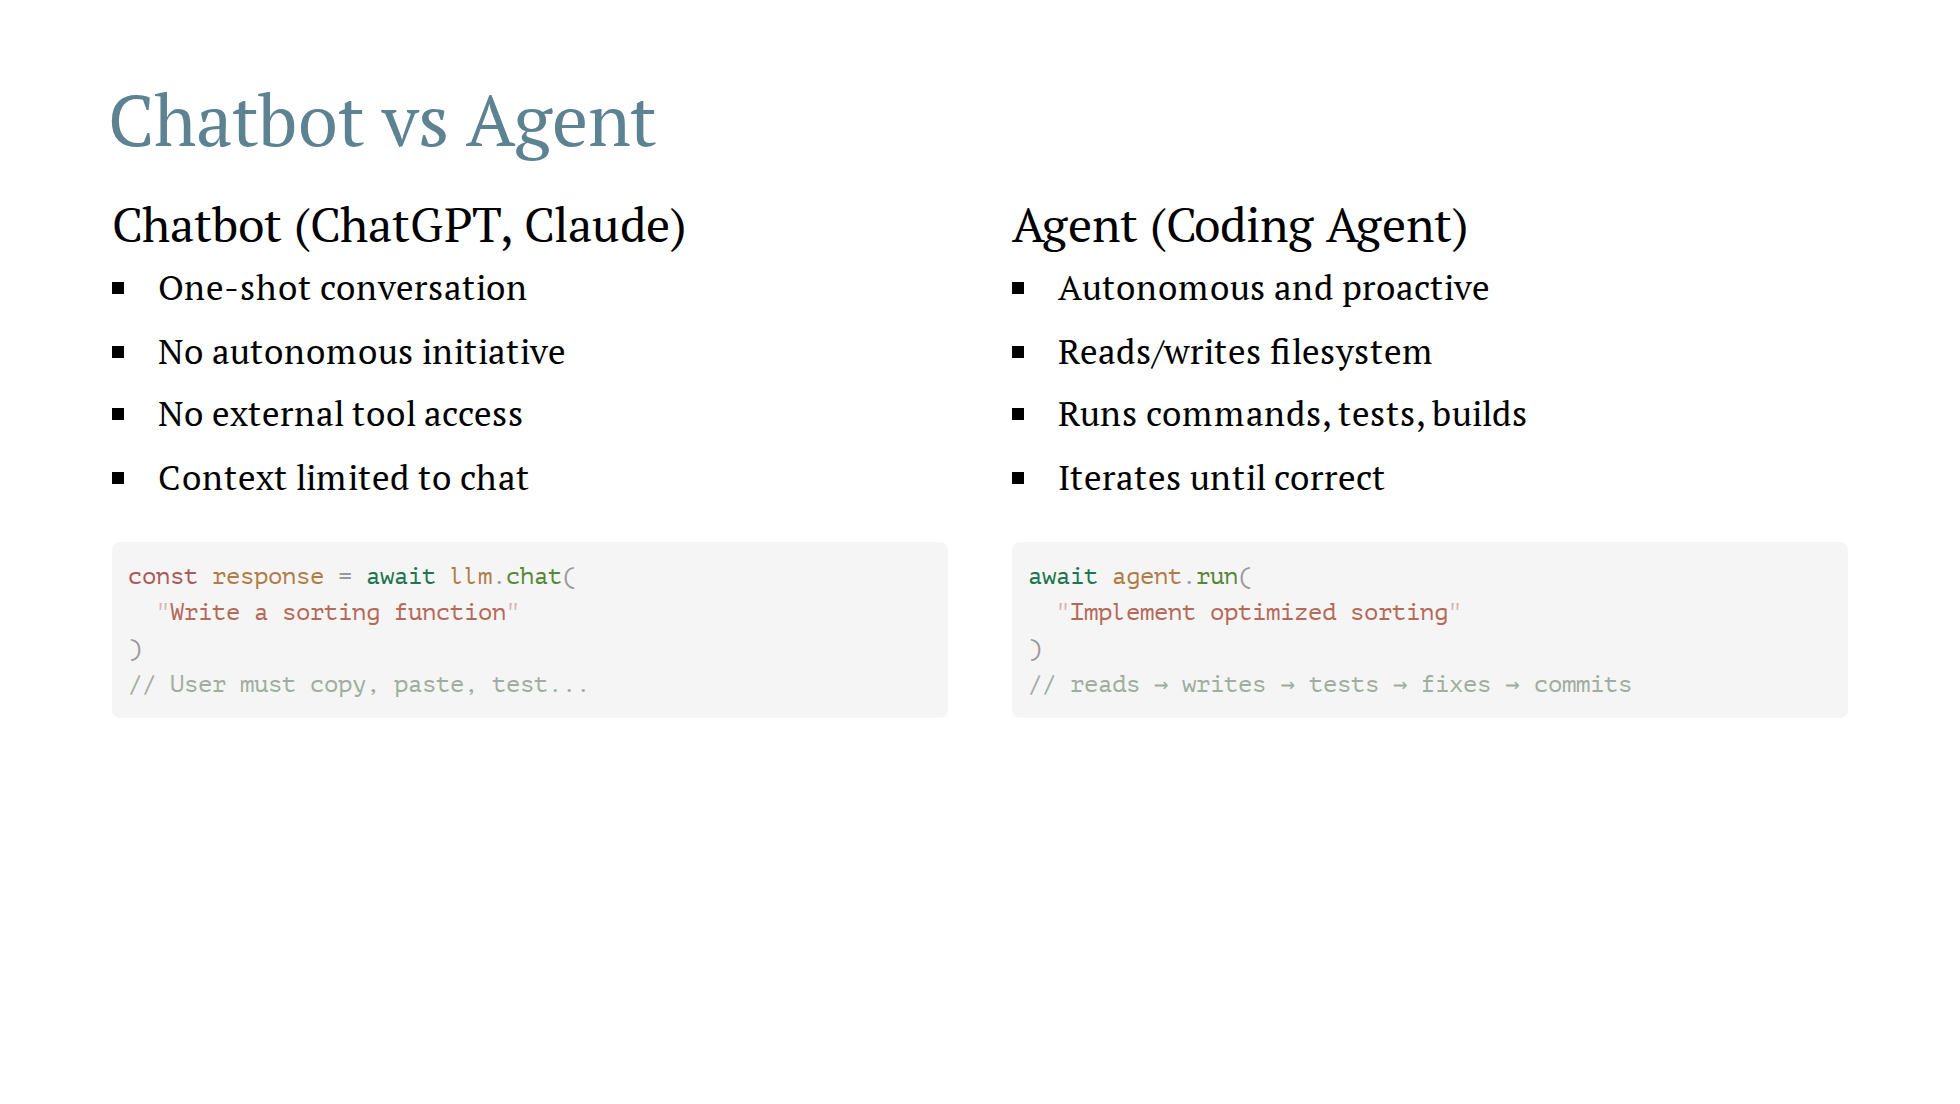 Chatbot vs Agent
Chatbot (ChatGPT, Claude)
One-shot conversation
No autonomous initiative
No external tool access
Context limited to chat
const response = await llm.chat(
  "Write a sorting function"
)
// User must copy, paste, test...
Agent (Coding Agent)
Autonomous and proactive
Reads/writes filesystem
Runs commands, tests, builds
Iterates until correct
await agent.run(
  "Implement optimized sorting"
)
// reads → writes → tests → fixes → commits